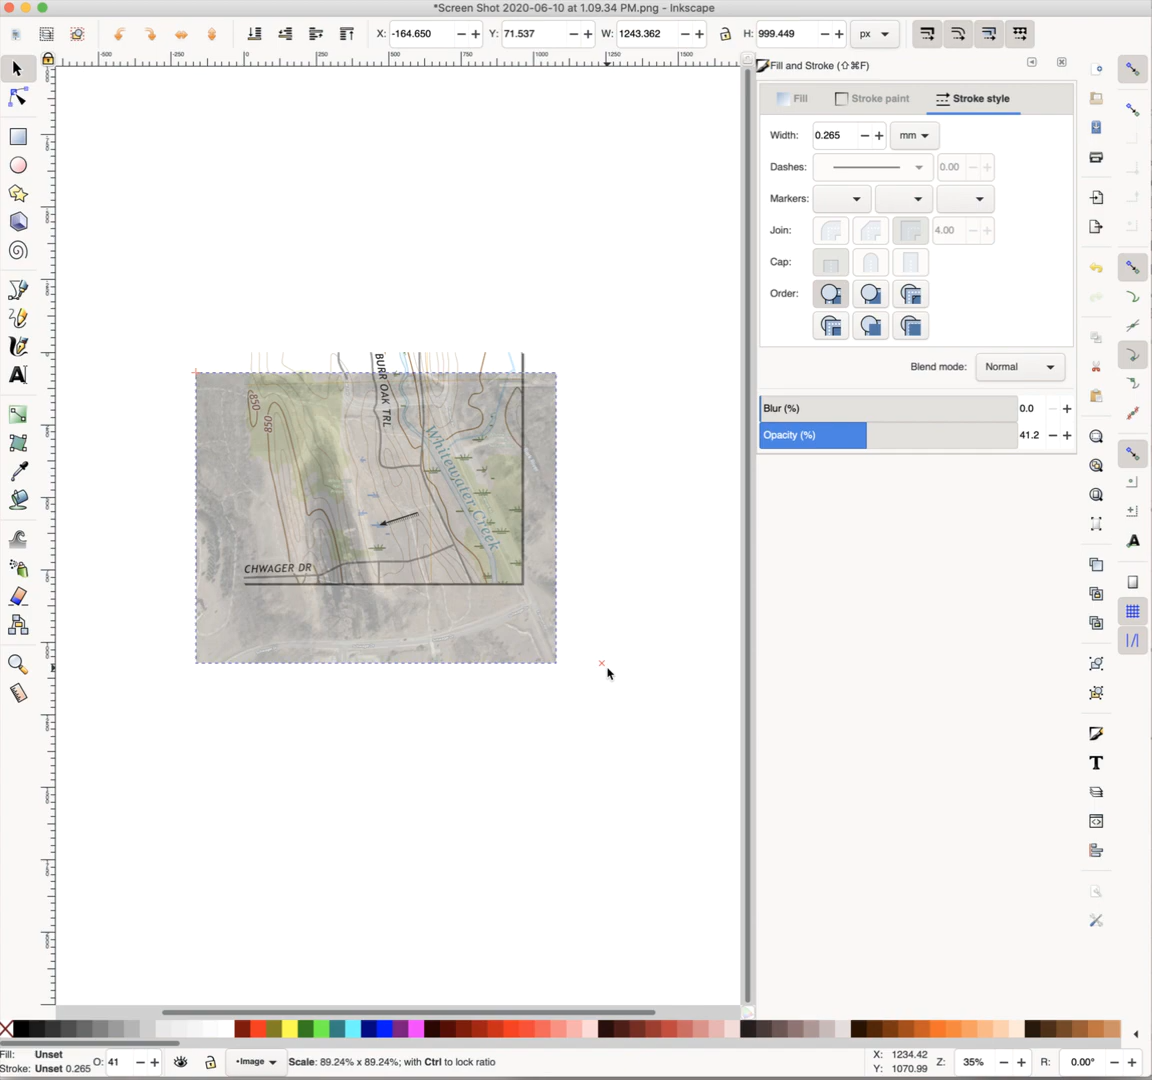 *Screen Shot 2020-06-10 at 1.09.34 PM.png - Inkscape
X: -164.650 Y: 71.537 W: 1243.362 H: 999.449 px
Fill and Stroke (⇧⌘F)
Fill Stroke paint Stroke style
Width: 0.265 mm
Dashes: 0.00
Markers:
Join: 4.00
Cap:
Order:
Blend mode: Normal
Blur (%) 0.0
Opacity (%) 41.2
BURR OAK TRL
850
850
Whitewater Creek
CHWAGER DR
Fill: Unset
Stroke: Unset 0.265
O: 41
•Image
Scale: 89.24% x 89.24%; with Ctrl to lock ratio
X: 1234.42
Y: 1070.99
Z: 35%
R: 0.00°